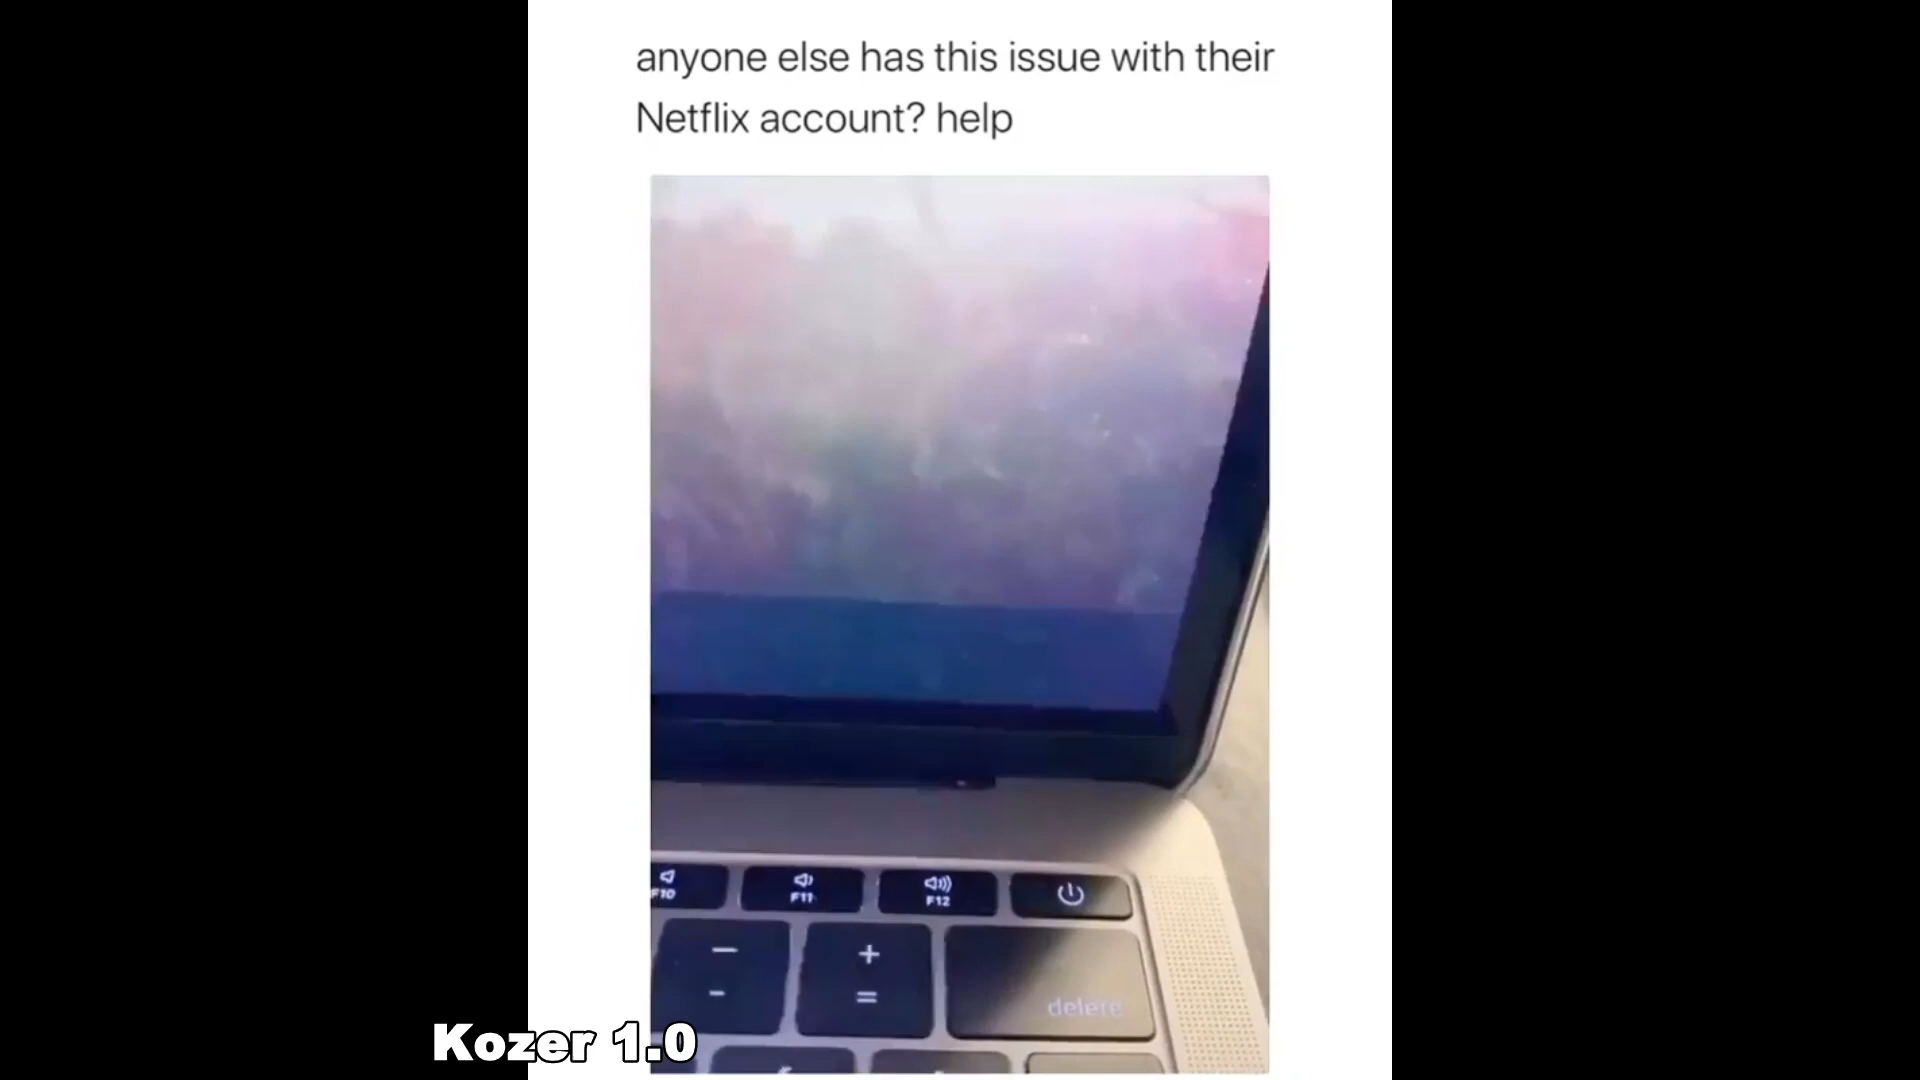 anyone else has this issue with their
Netflix account? help
F10
F11
F12
—
-
+
=
delete
Kozer 1.0